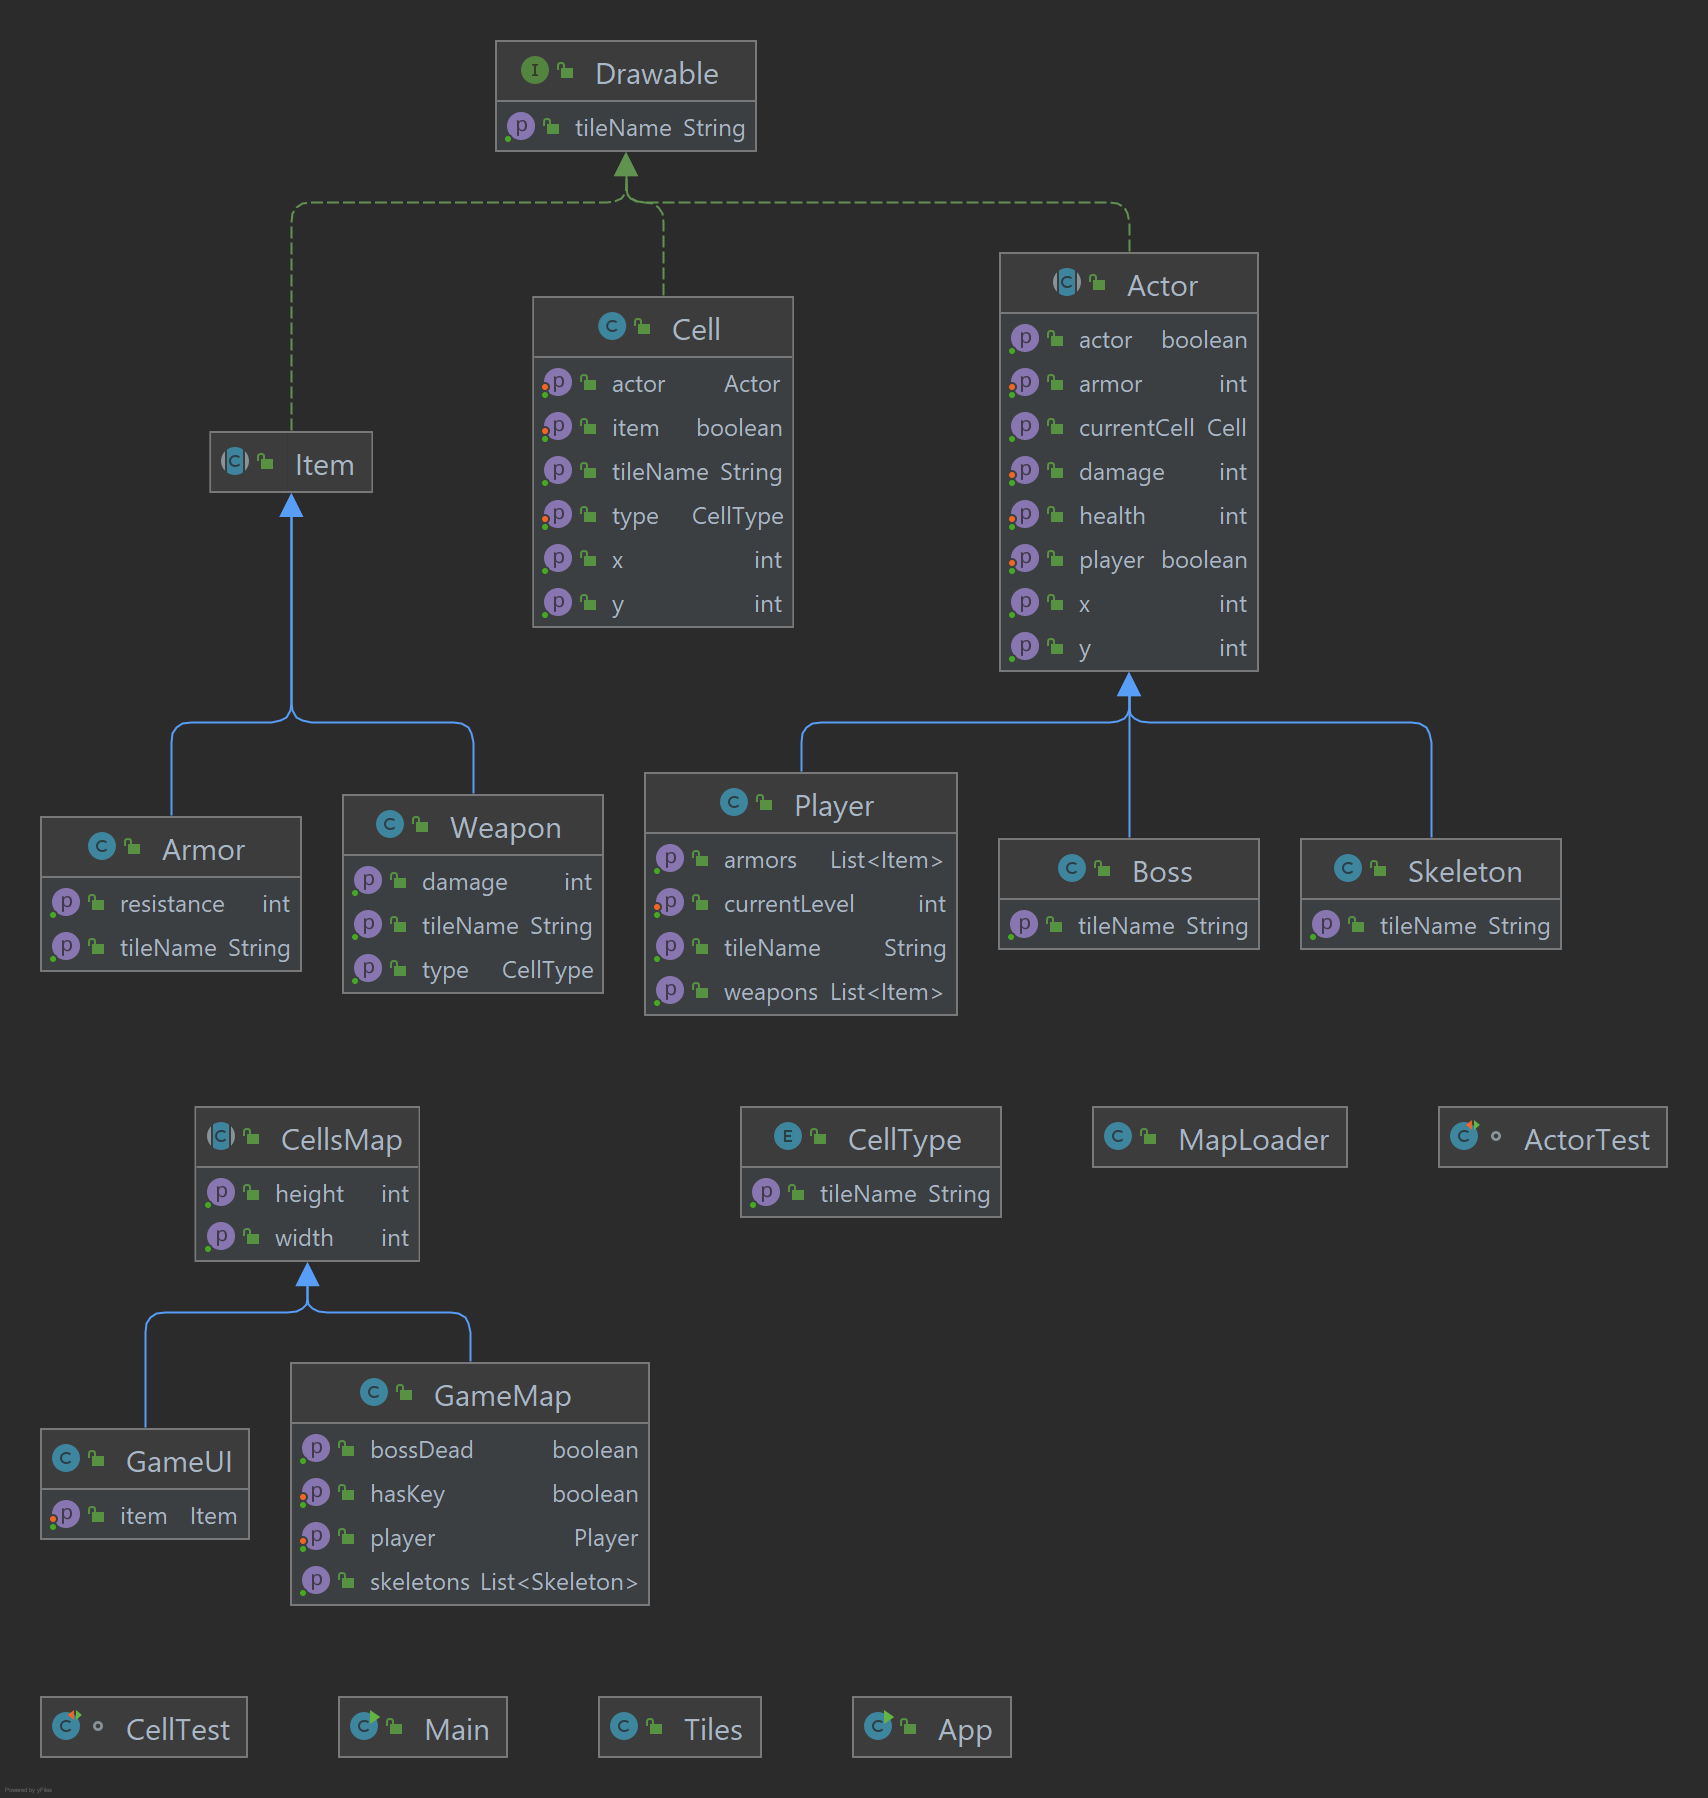 Drawable
tileName String
Cell
actor Actor
item boolean
tileName String
type CellType
x int
y int
Actor
actor boolean
armor int
currentCell Cell
damage int
health int
player boolean
x int
y int
Item
Armor
resistance int
tileName String
Weapon
damage int
tileName String
type CellType
Player
armors List<Item>
currentLevel int
tileName String
weapons List<Item>
Boss
tileName String
Skeleton
tileName String
CellsMap
height int
width int
CellType
tileName String
MapLoader
ActorTest
GameUI
item Item
GameMap
bossDead boolean
hasKey boolean
player Player
skeletons List<Skeleton>
CellTest
Main
Tiles
App
Powered by yFiles